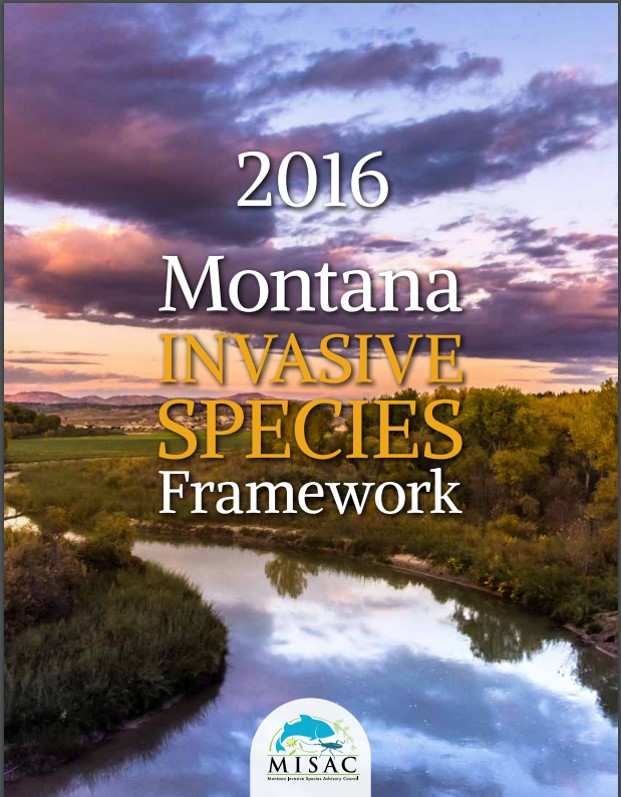 2016
Montana
INVASIVE
SPECIES
Framework
MISAC
Montana Invasive Species Advisory Council